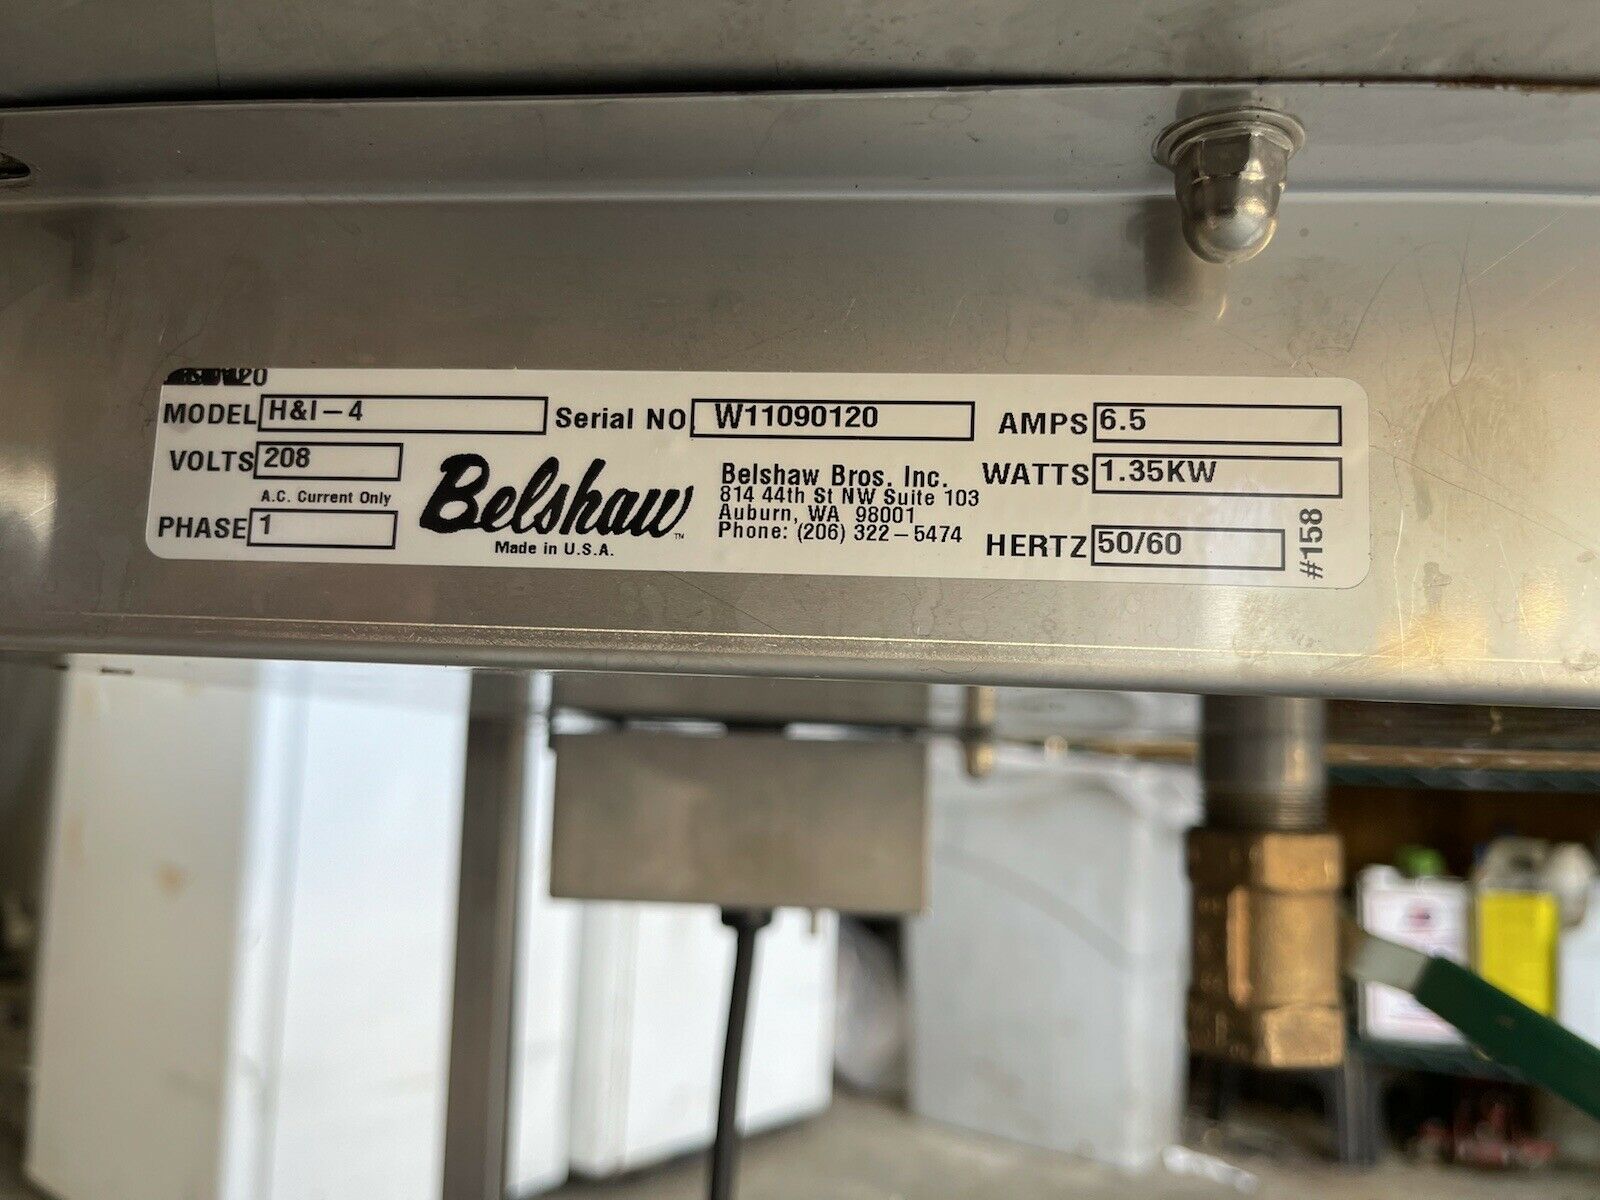 MODEL H&I-4 Serial NO W11090120 AMPS 6.5
VOLTS 208
A.C. Current Only
PHASE 1
Belshaw™
Made in U.S.A.
Belshaw Bros. Inc.
814 44th St NW Suite 103
Auburn, WA 98001
Phone: (206) 322-5474
WATTS 1.35KW
HERTZ 50/60
#158